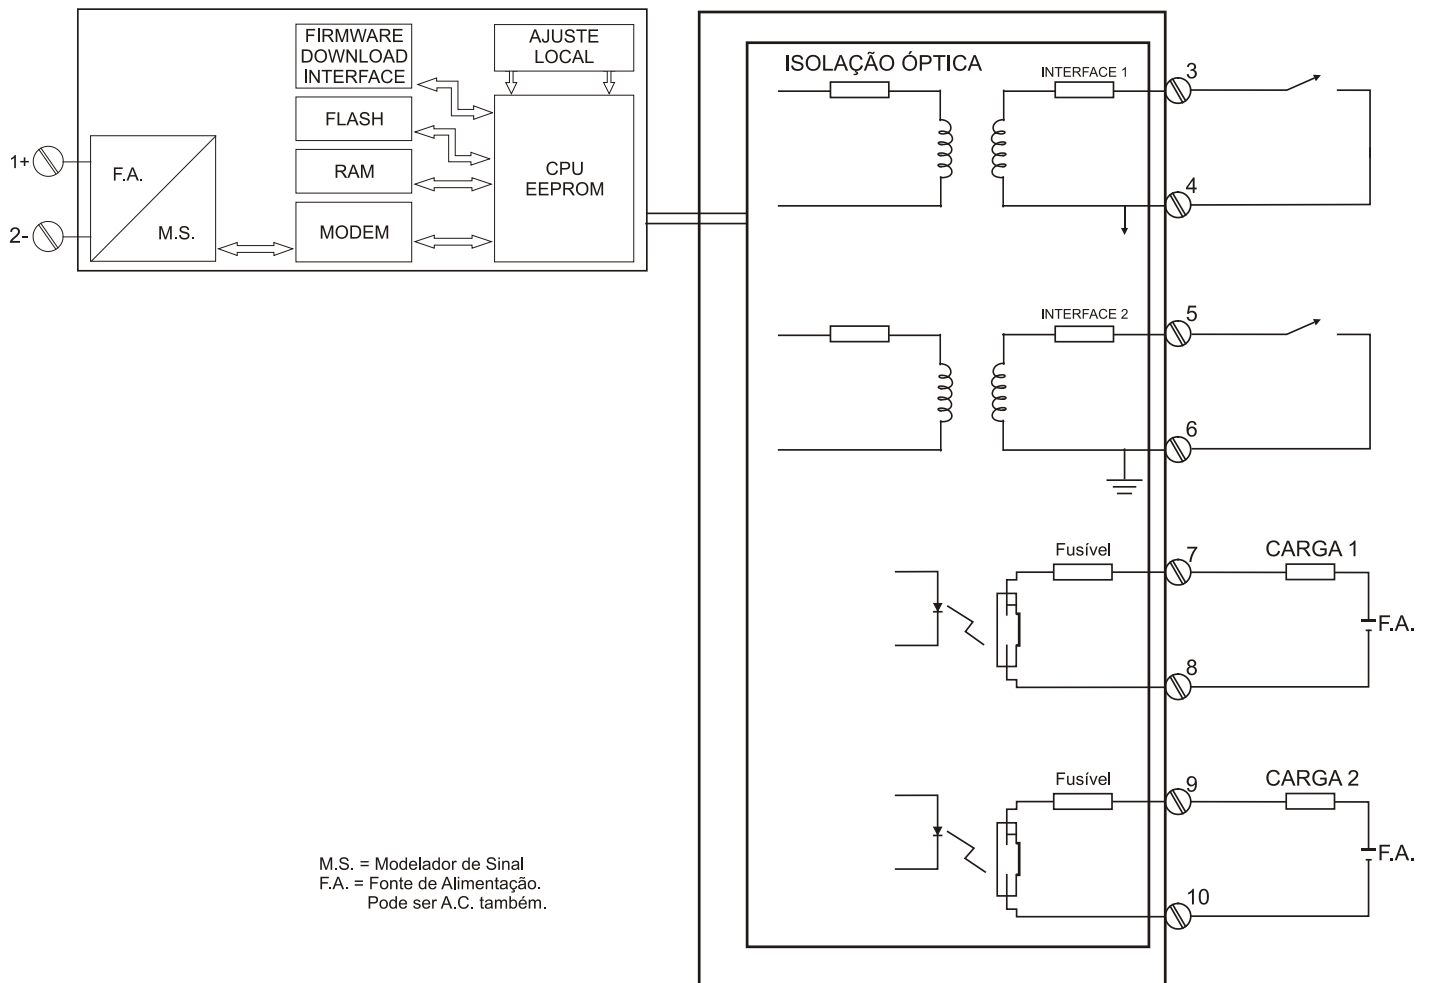 FIRMWARE
DOWNLOAD
INTERFACE
AJUSTE
LOCAL
FLASH
RAM
MODEM
CPU
EEPROM
1+
2-
F.A.
M.S.
ISOLAÇÃO ÓPTICA
INTERFACE 1
3
4
INTERFACE 2
5
6
Fusível
7
CARGA 1
F.A.
8
Fusível
9
CARGA 2
F.A.
10
M.S. = Modelador de Sinal
F.A. = Fonte de Alimentação.
Pode ser A.C. também.